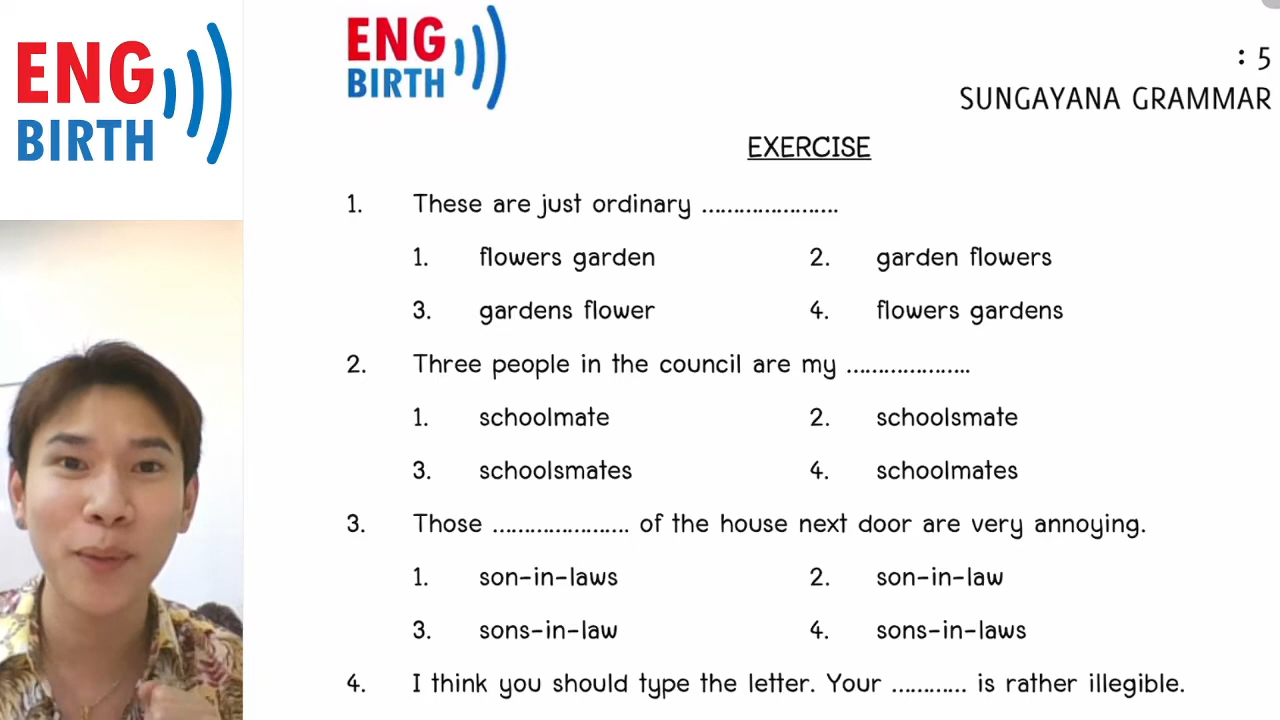 ENG
BIRTH
ENG
BIRTH
: 5
SUNGAYANA GRAMMAR
EXERCISE
1. These are just ordinary ......................
1. flowers garden 2. garden flowers
3. gardens flower 4. flowers gardens
2. Three people in the council are my ....................
1. schoolmate 2. schoolsmate
3. schoolsmates 4. schoolmates
3. Those ...................... of the house next door are very annoying.
1. son-in-laws 2. son-in-law
3. sons-in-law 4. sons-in-laws
4. I think you should type the letter. Your ............ is rather illegible.